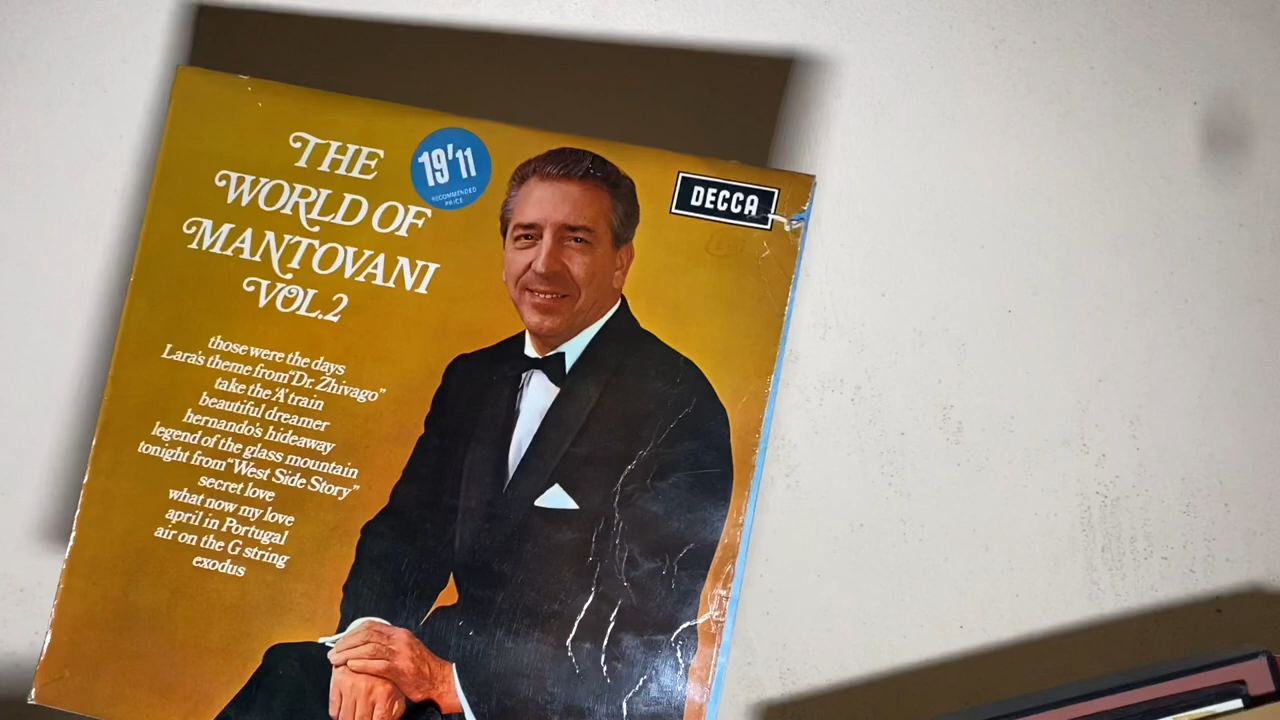 THE
WORLD OF
MANTOVANI
VOL.2
19'11
RECOMMENDED
PRICE
DECCA
those were the days
Lara's theme from "Dr. Zhivago"
take the 'A' train
beautiful dreamer
hernando's hideaway
legend of the glass mountain
tonight from "West Side Story"
secret love
what now my love
april in Portugal
air on the G string
exodus